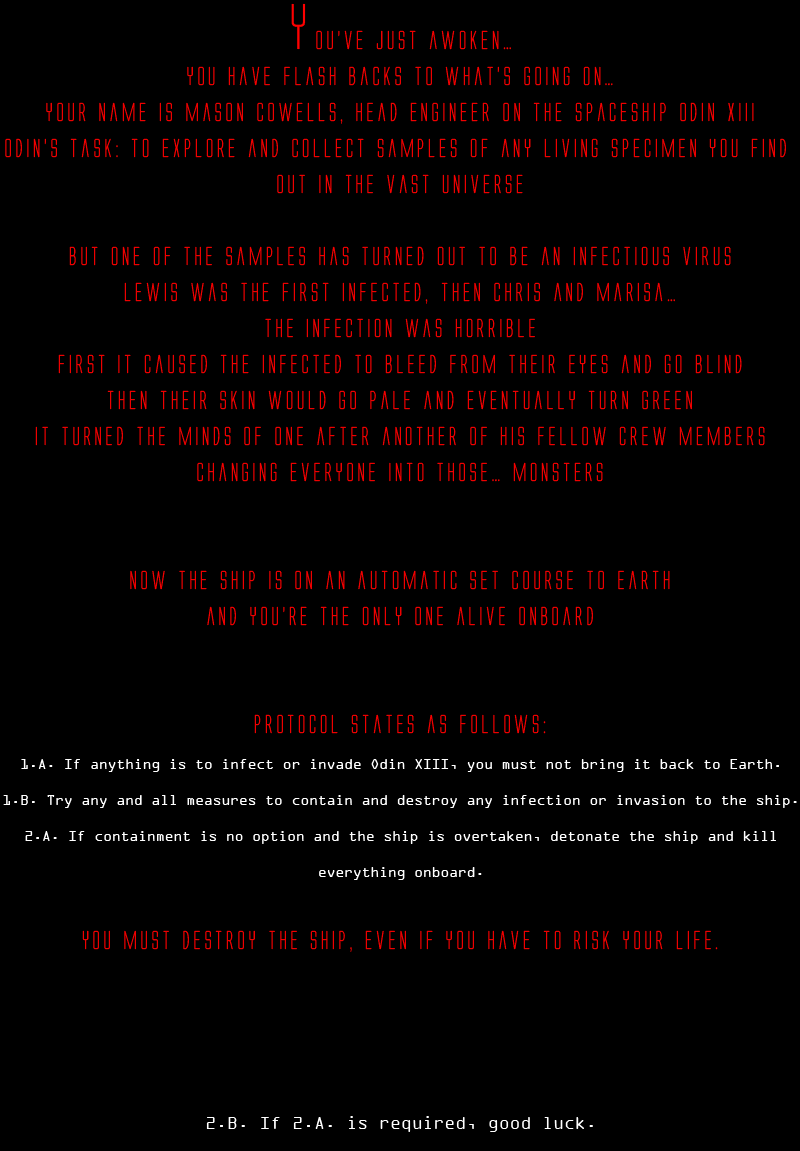 YOU'VE JUST AWOKEN…
YOU HAVE FLASH BACKS TO WHAT'S GOING ON…
YOUR NAME IS MASON COWELLS, HEAD ENGINEER ON THE SPACESHIP ODIN XIII
ODIN'S TASK: TO EXPLORE AND COLLECT SAMPLES OF ANY LIVING SPECIMEN YOU FIND
OUT IN THE VAST UNIVERSE
BUT ONE OF THE SAMPLES HAS TURNED OUT TO BE AN INFECTIOUS VIRUS
LEWIS WAS THE FIRST INFECTED, THEN CHRIS AND MARISA…
THE INFECTION WAS HORRIBLE
FIRST IT CAUSED THE INFECTED TO BLEED FROM THEIR EYES AND GO BLIND
THEN THEIR SKIN WOULD GO PALE AND EVENTUALLY TURN GREEN
IT TURNED THE MINDS OF ONE AFTER ANOTHER OF HIS FELLOW CREW MEMBERS
CHANGING EVERYONE INTO THOSE… MONSTERS
NOW THE SHIP IS ON AN AUTOMATIC SET COURSE TO EARTH
AND YOU'RE THE ONLY ONE ALIVE ONBOARD
PROTOCOL STATES AS FOLLOWS:
1.A. If anything is to infect or invade Odin XIII, you must not bring it back to Earth.
1.B. Try any and all measures to contain and destroy any infection or invasion to the ship.
2.A. If containment is no option and the ship is overtaken, detonate the ship and kill
everything onboard.
YOU MUST DESTROY THE SHIP, EVEN IF YOU HAVE TO RISK YOUR LIFE.
2.B. If 2.A. is required, good luck.